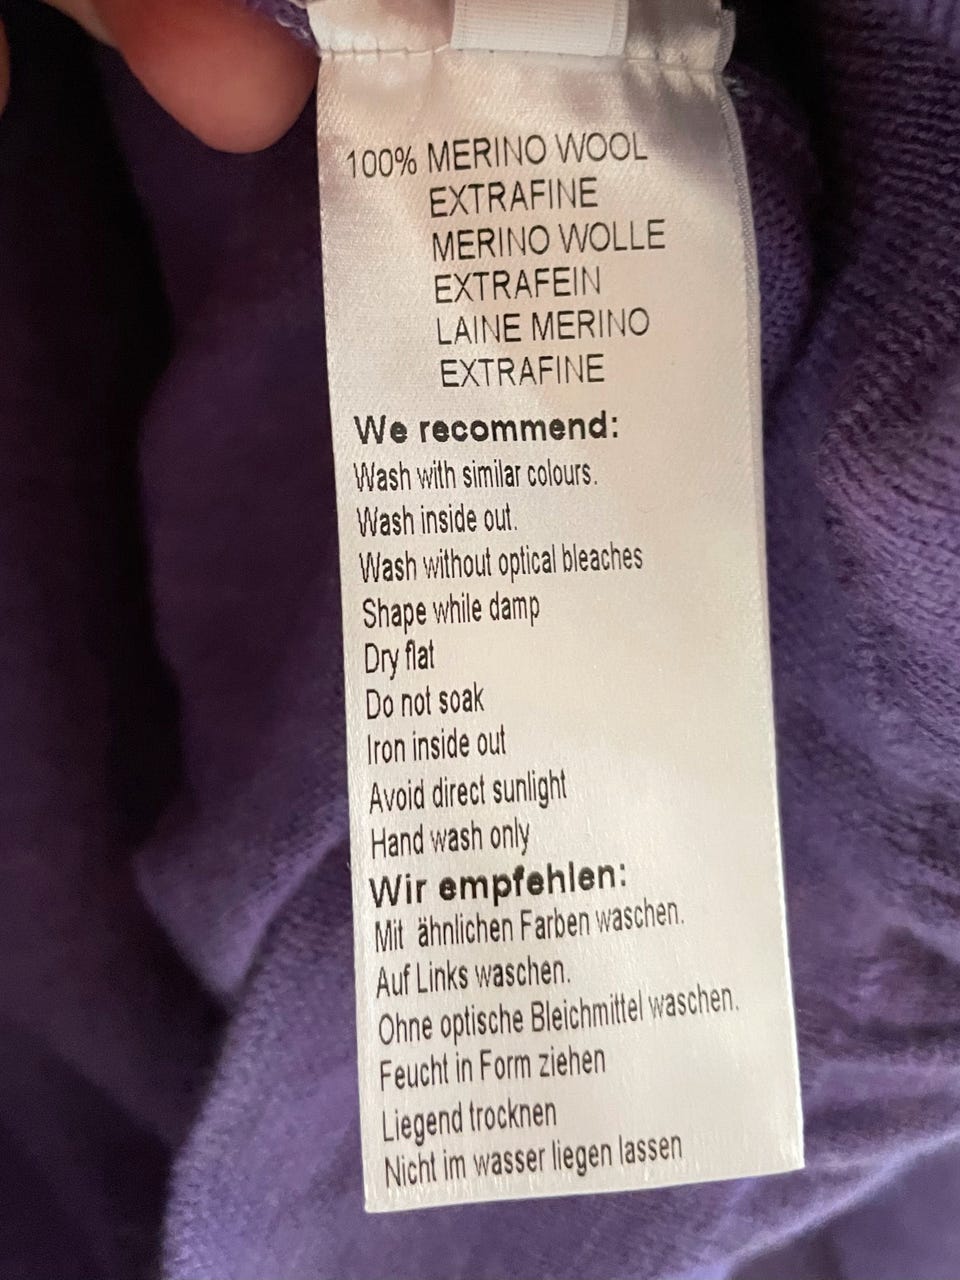 100% MERINO WOOL
EXTRAFINE
MERINO WOLLE
EXTRAFEIN
LAINE MERINO
EXTRAFINE
We recommend:
Wash with similar colours.
Wash inside out.
Wash without optical bleaches
Shape while damp
Dry flat
Do not soak
Iron inside out
Avoid direct sunlight
Hand wash only
Wir empfehlen:
Mit ähnlichen Farben waschen.
Auf Links waschen.
Ohne optische Bleichmittel waschen.
Feucht in Form ziehen
Liegend trocknen
Nicht im wasser liegen lassen